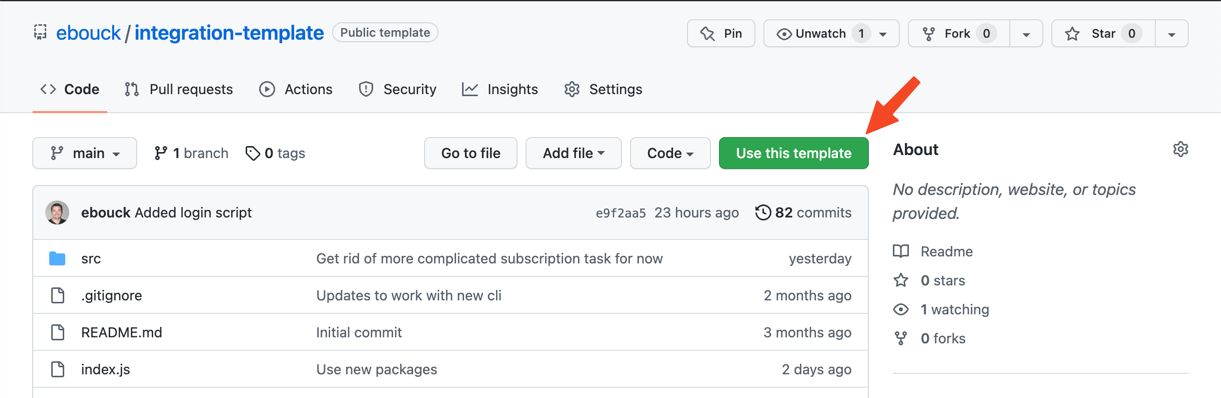 ebouck / integration-template Public template Pin Unwatch 1 Fork 0 Star 0
Code Pull requests Actions Security Insights Settings
main 1 branch 0 tags Go to file Add file Code Use this template
ebouck Added login script e9f2aa5 23 hours ago 82 commits
src Get rid of more complicated subscription task for now yesterday
.gitignore Updates to work with new cli 2 months ago
README.md Initial commit 3 months ago
index.js Use new packages 2 days ago
About
No description, website, or topics
provided.
Readme
0 stars
1 watching
0 forks